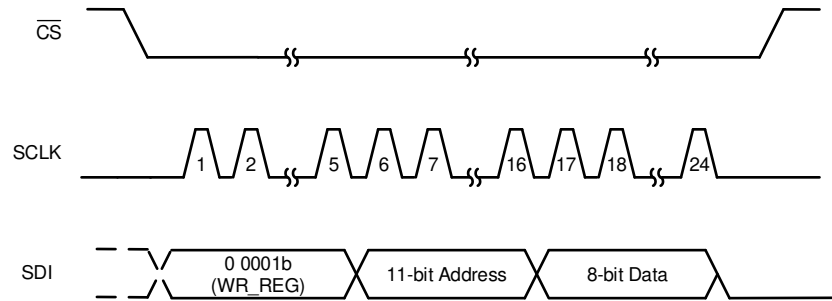 CS
SCLK
1 2 5 6 7 16 17 18 24
SDI
0 0001b
(WR_REG)
11-bit Address
8-bit Data